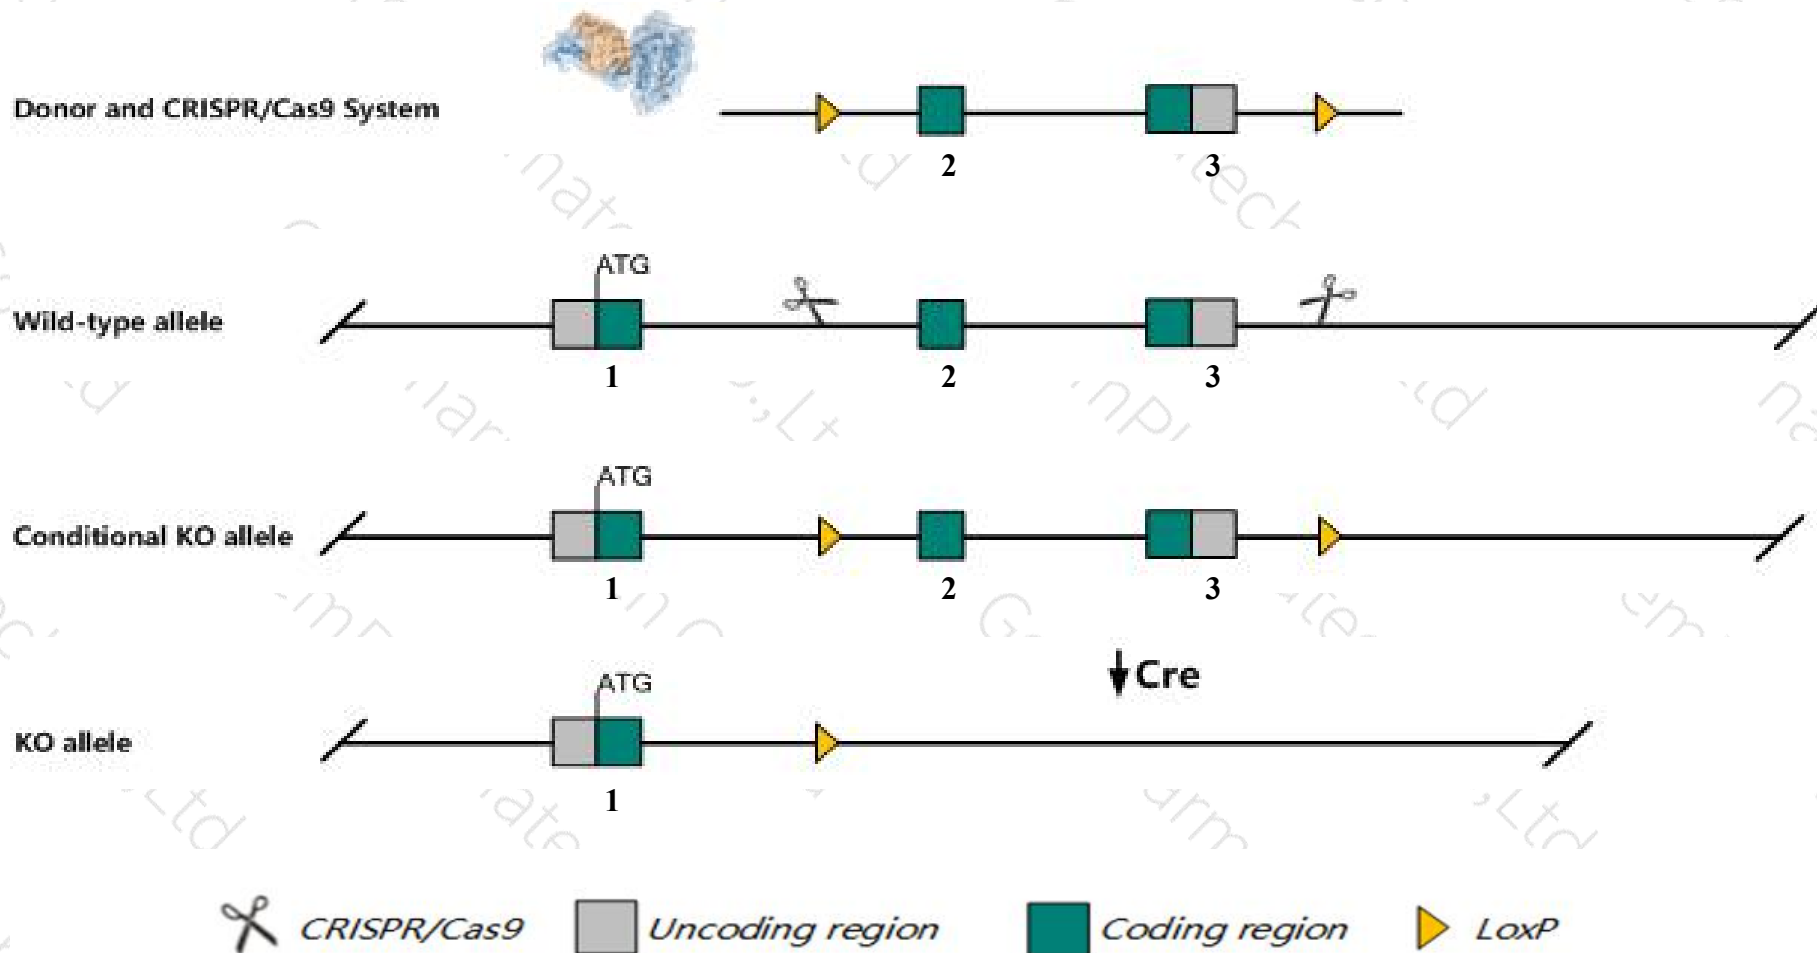 Donor and CRISPR/Cas9 System
2 3
ATG
Wild-type allele
1 2 3
ATG
Conditional KO allele
1 2 3
Cre
ATG
KO allele
1
CRISPR/Cas9 Uncoding region Coding region LoxP